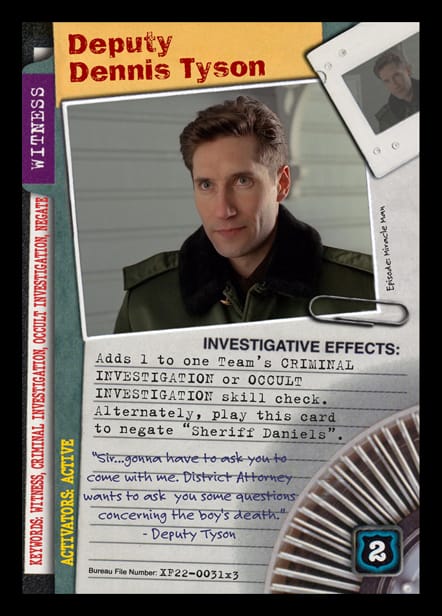 Deputy
Dennis Tyson
WITNESS
KEYWORDS: WITNESS, CRIMINAL INVESTIGATION, OCCULT INVESTIGATION, NEGATE
ACTIVATORS: ACTIVE
Episode: Miracle Man
INVESTIGATIVE EFFECTS:
Adds 1 to one Team's CRIMINAL
INVESTIGATION or OCCULT
INVESTIGATION skill check.
Alternately, play this card
to negate "Sheriff Daniels".
"Sir...gonna have to ask you to
come with me. District Attorney
wants to ask you some questions
concerning the boy's death."
- Deputy Tyson
Bureau File Number: XF22-0031x3
2